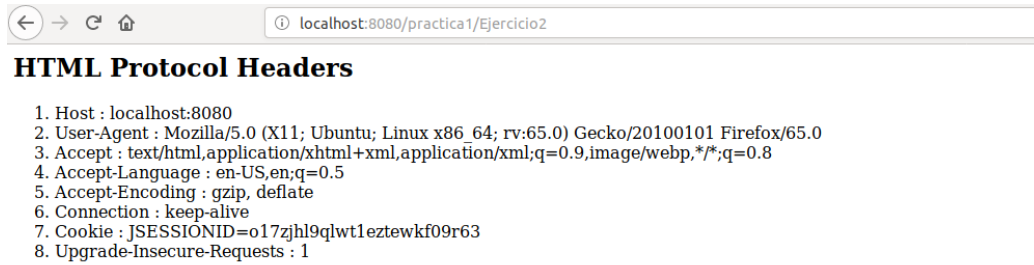 localhost:8080/practica1/Ejercicio2
HTML Protocol Headers
1. Host : localhost:8080
2. User-Agent : Mozilla/5.0 (X11; Ubuntu; Linux x86_64; rv:65.0) Gecko/20100101 Firefox/65.0
3. Accept : text/html,application/xhtml+xml,application/xml;q=0.9,image/webp,*/*;q=0.8
4. Accept-Language : en-US,en;q=0.5
5. Accept-Encoding : gzip, deflate
6. Connection : keep-alive
7. Cookie : JSESSIONID=o17zjhl9qlwt1eztewkf09r63
8. Upgrade-Insecure-Requests : 1